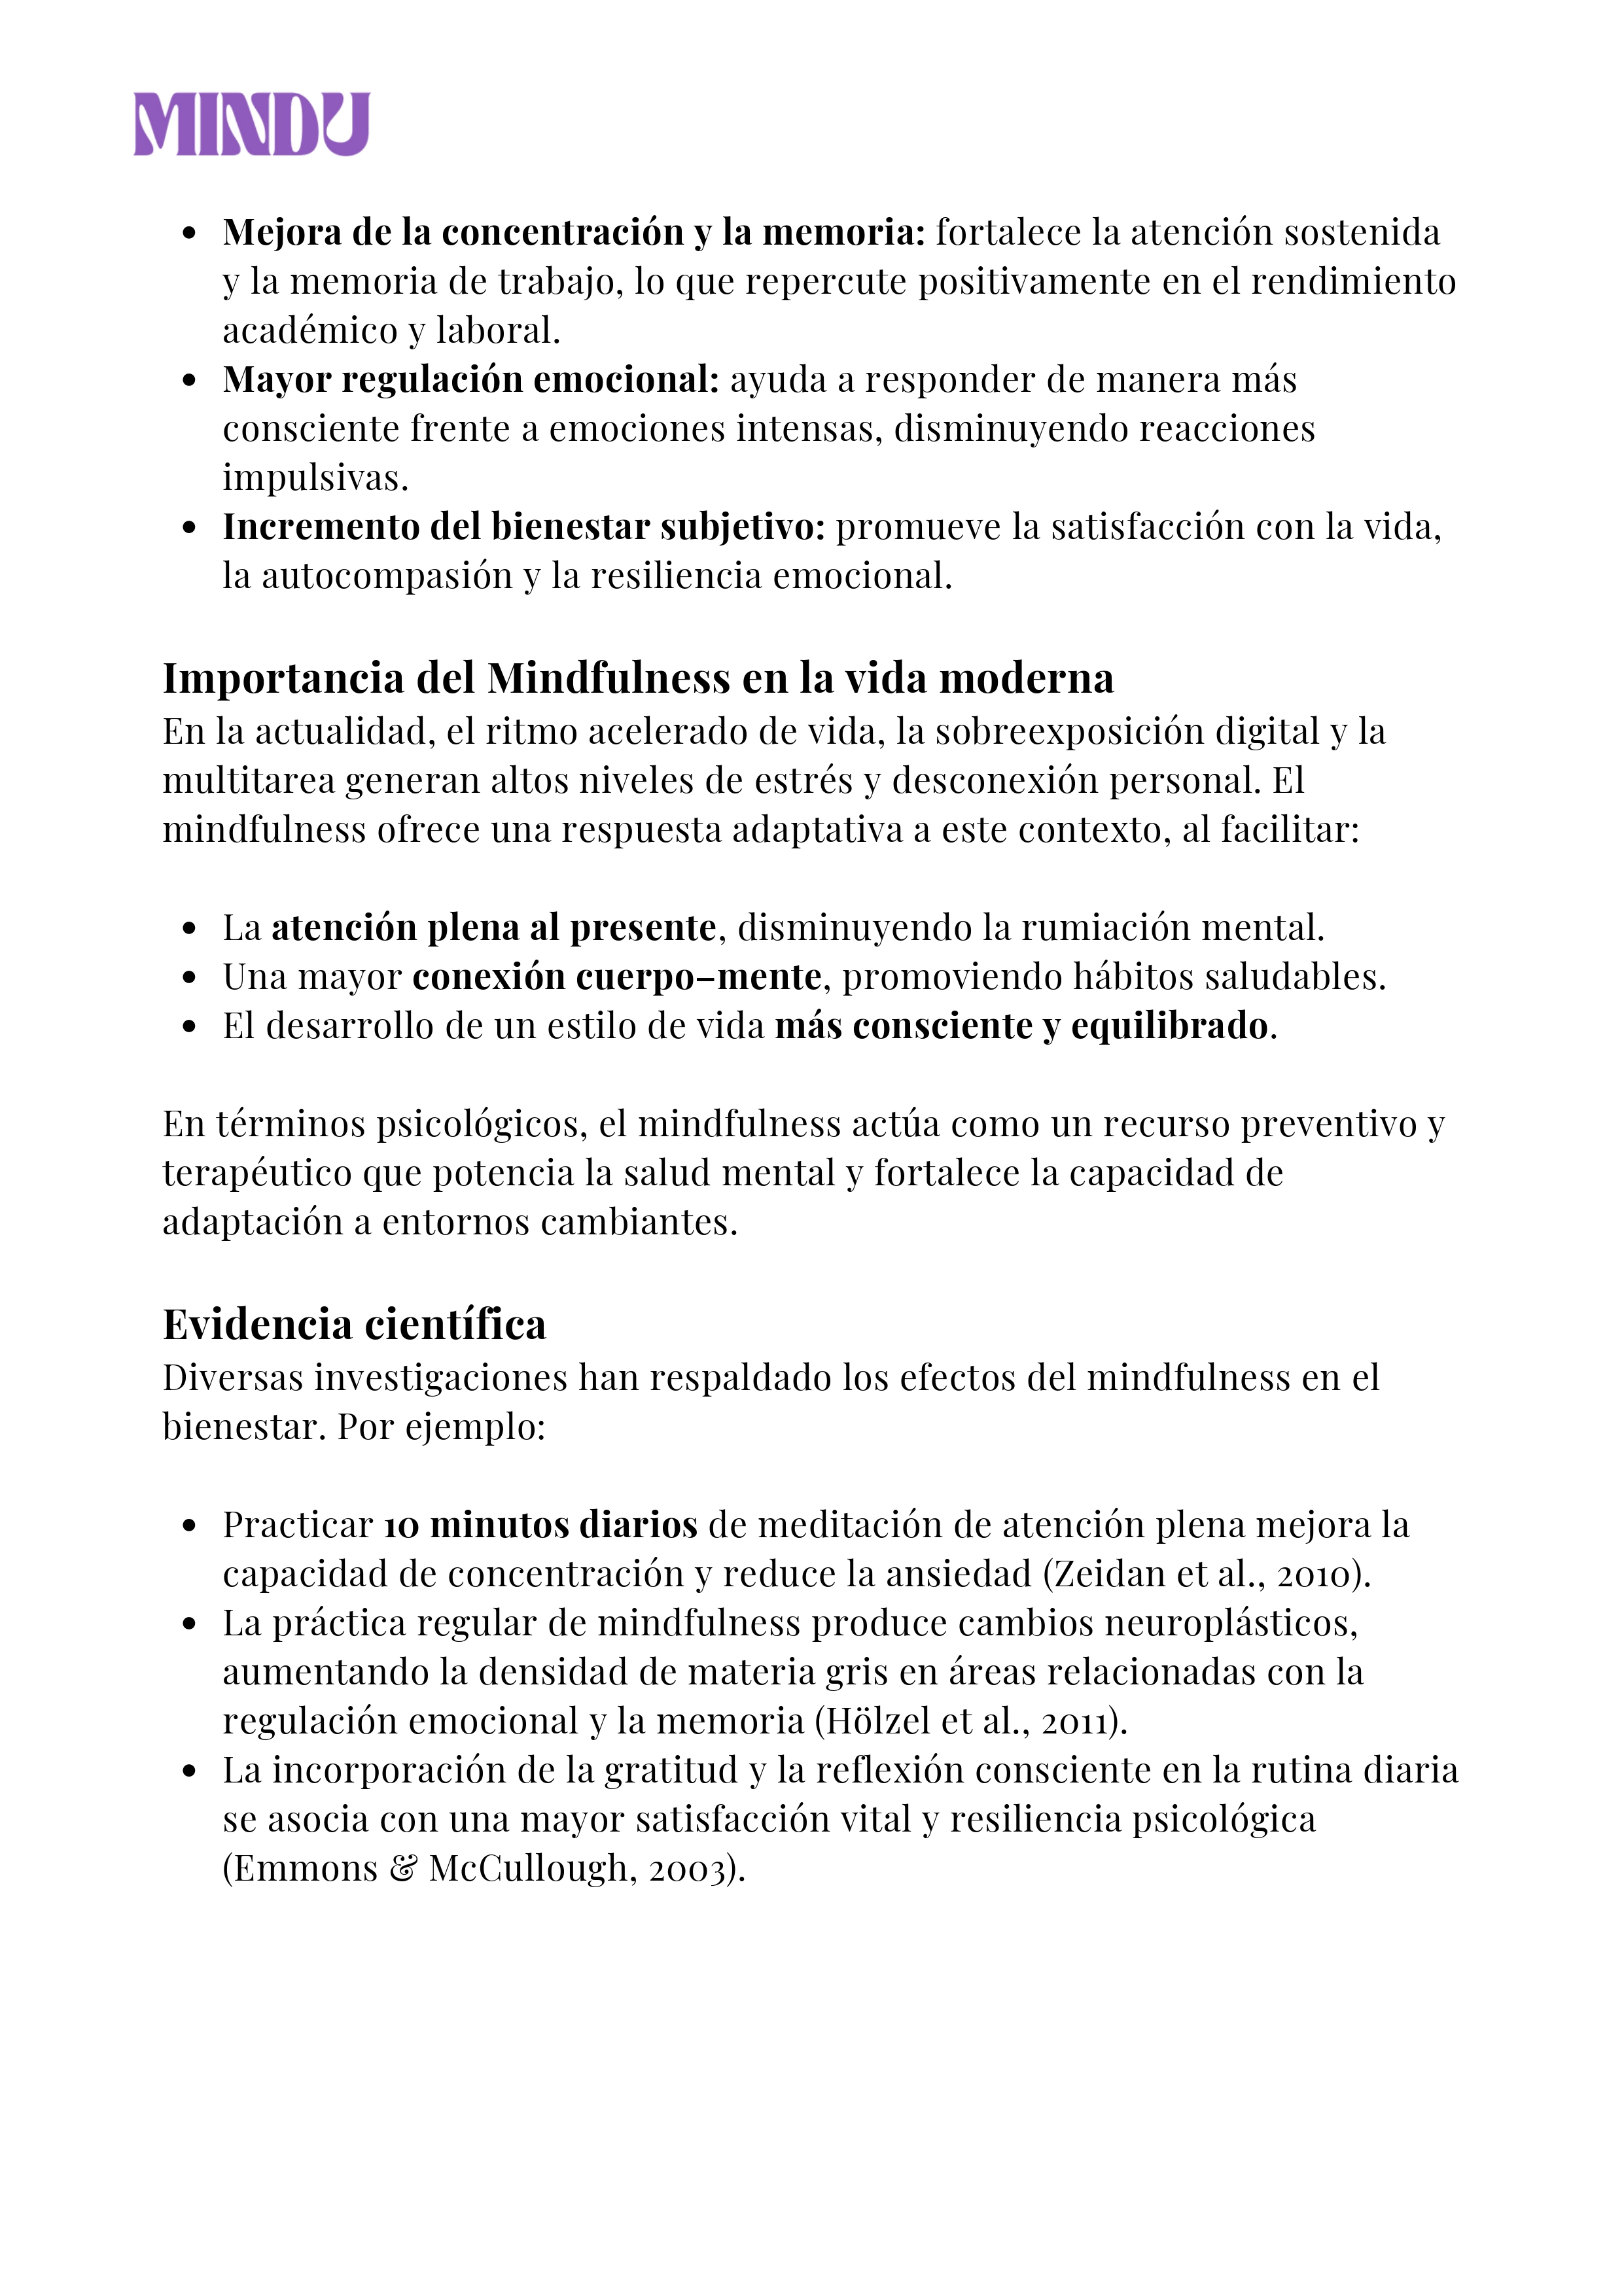 MINDU
• Mejora de la concentración y la memoria: fortalece la atención sostenida
y la memoria de trabajo, lo que repercute positivamente en el rendimiento
académico y laboral.
• Mayor regulación emocional: ayuda a responder de manera más
consciente frente a emociones intensas, disminuyendo reacciones
impulsivas.
• Incremento del bienestar subjetivo: promueve la satisfacción con la vida,
la autocompasión y la resiliencia emocional.
Importancia del Mindfulness en la vida moderna
En la actualidad, el ritmo acelerado de vida, la sobreexposición digital y la
multitarea generan altos niveles de estrés y desconexión personal. El
mindfulness ofrece una respuesta adaptativa a este contexto, al facilitar:
• La atención plena al presente, disminuyendo la rumiación mental.
• Una mayor conexión cuerpo–mente, promoviendo hábitos saludables.
• El desarrollo de un estilo de vida más consciente y equilibrado.
En términos psicológicos, el mindfulness actúa como un recurso preventivo y
terapéutico que potencia la salud mental y fortalece la capacidad de
adaptación a entornos cambiantes.
Evidencia científica
Diversas investigaciones han respaldado los efectos del mindfulness en el
bienestar. Por ejemplo:
• Practicar 10 minutos diarios de meditación de atención plena mejora la
capacidad de concentración y reduce la ansiedad (Zeidan et al., 2010).
• La práctica regular de mindfulness produce cambios neuroplásticos,
aumentando la densidad de materia gris en áreas relacionadas con la
regulación emocional y la memoria (Hölzel et al., 2011).
• La incorporación de la gratitud y la reflexión consciente en la rutina diaria
se asocia con una mayor satisfacción vital y resiliencia psicológica
(Emmons & McCullough, 2003).